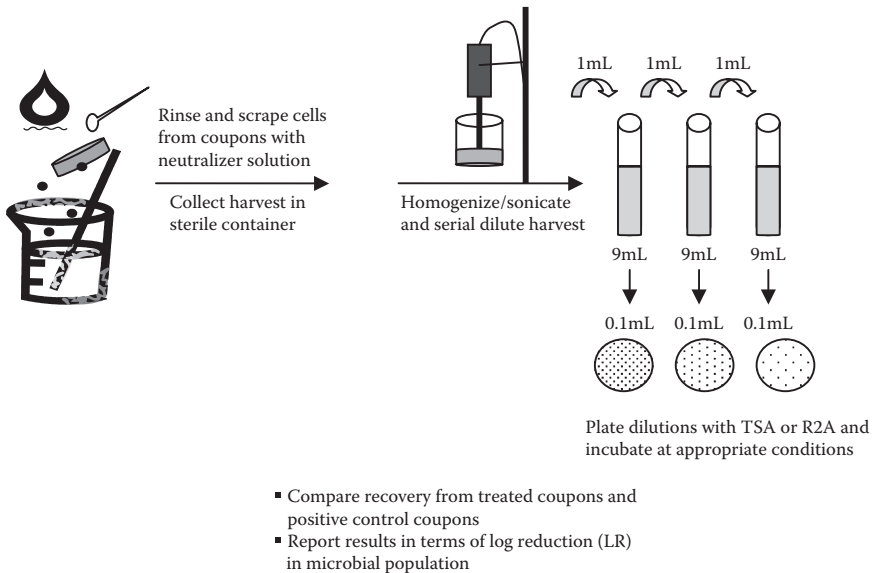 Rinse and scrape cells
from coupons with
neutralizer solution
Collect harvest in
sterile container
Homogenize/sonicate
and serial dilute harvest
1mL 1mL 1mL
9mL 9mL 9mL
0.1mL 0.1mL 0.1mL
Plate dilutions with TSA or R2A and
incubate at appropriate conditions
▪ Compare recovery from treated coupons and
positive control coupons
▪ Report results in terms of log reduction (LR)
in microbial population